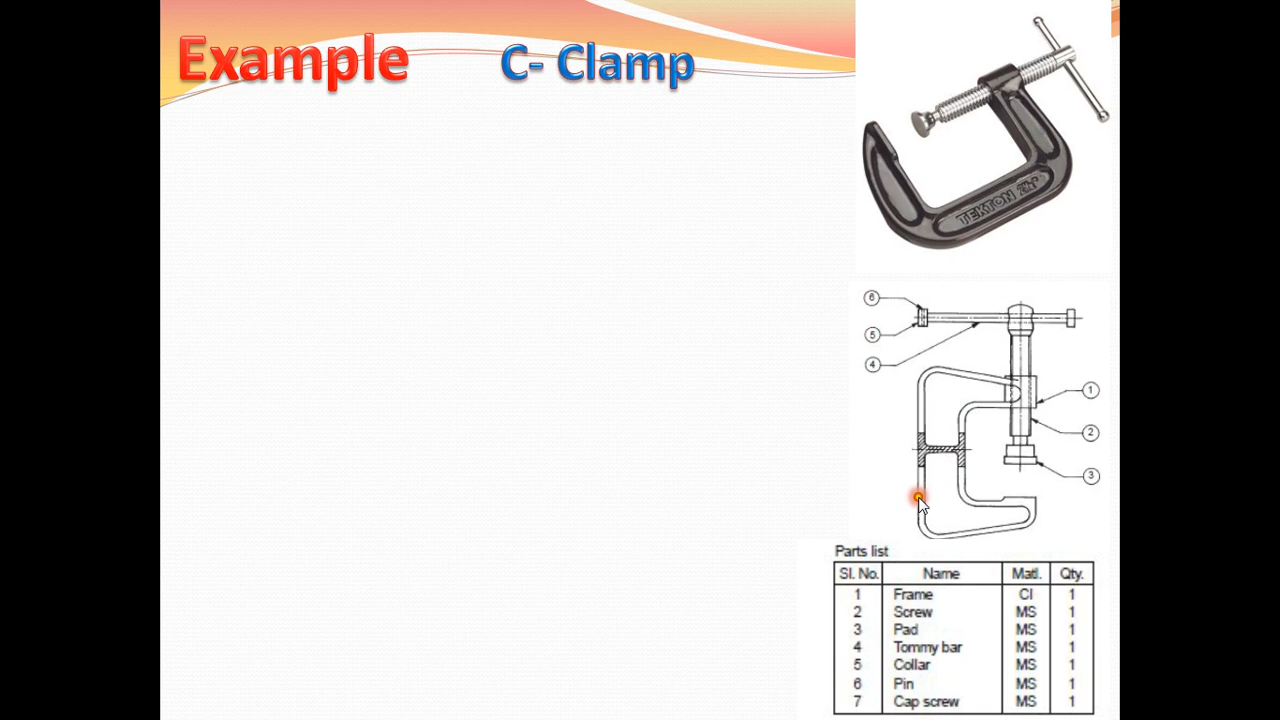 Example C- Clamp
TEKTON
6
5
4
1
2
3
Parts list
Sl. No. Name Matl. Qty.
1 Frame CI 1
2 Screw MS 1
3 Pad MS 1
4 Tommy bar MS 1
5 Collar MS 1
6 Pin MS 1
7 Cap screw MS 1